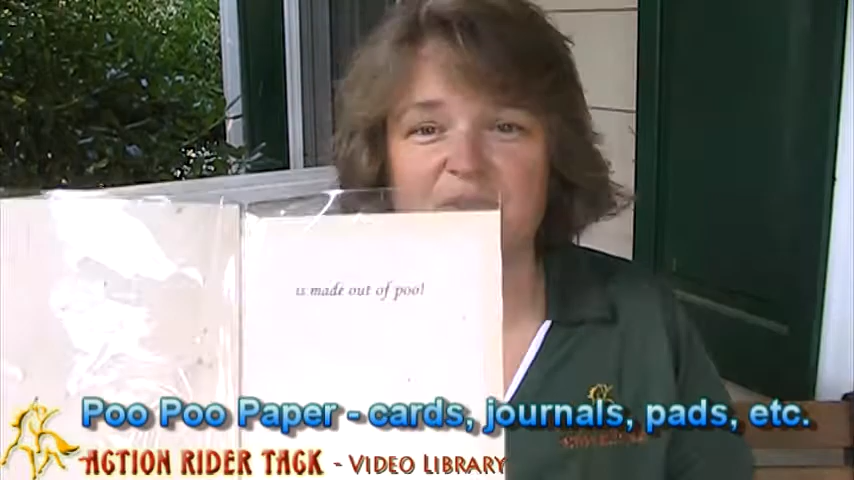 is made out of poo!
Poo Poo Paper - cards, journals, pads, etc.
ACTION RIDER TACK - VIDEO LIBRARY